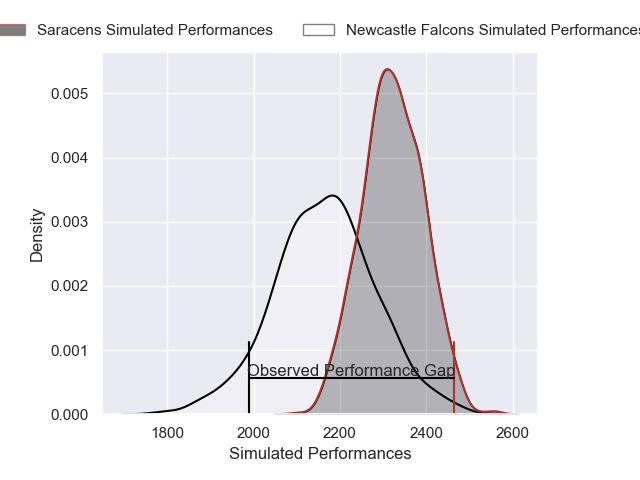 Saracens Simulated Performances
Newcastle Falcons Simulated Performances
0.005
0.004
0.003
0.002
0.001
0.000
Density
Observed Performance Gap
1800
2000
2200
2400
2600
Simulated Performances